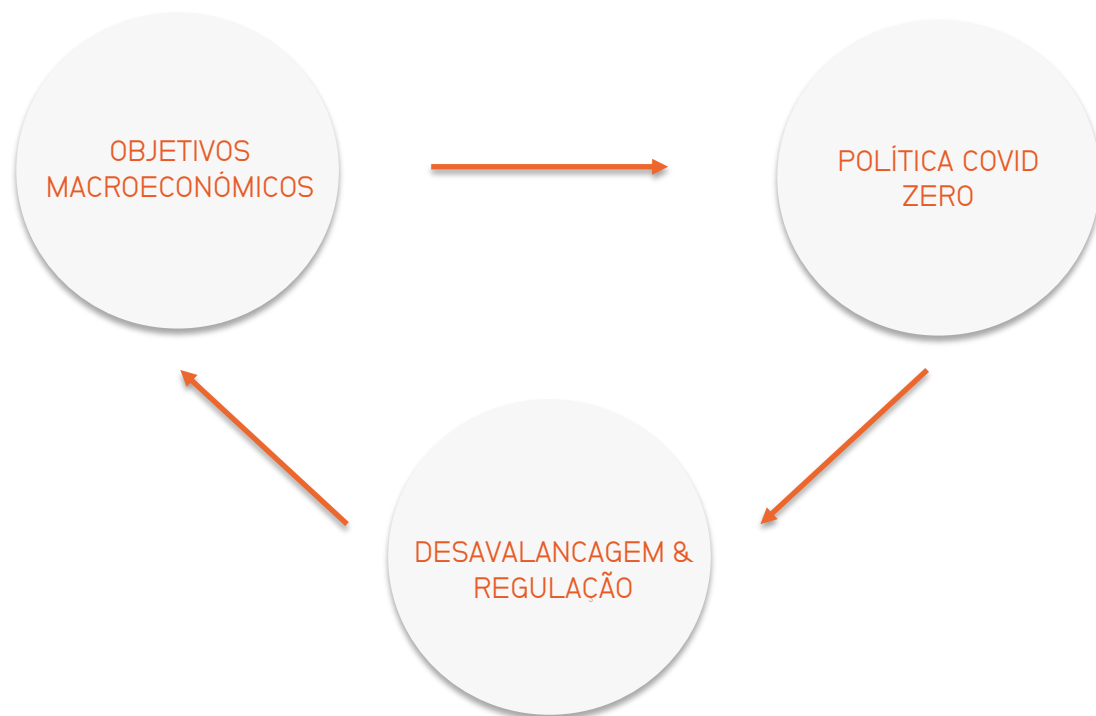 OBJETIVOS
MACROECONÓMICOS
POLÍTICA COVID
ZERO
DESAVALANCAGEM &
REGULAÇÃO